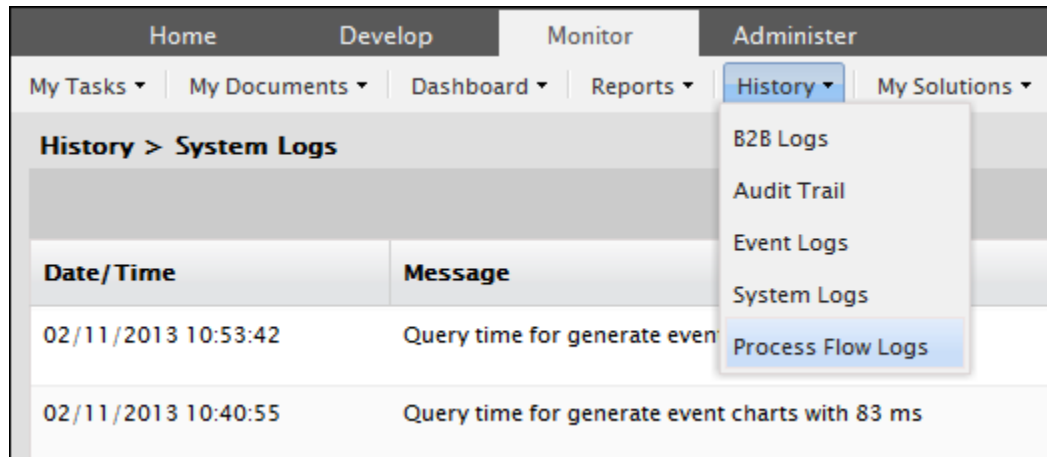 Home Develop Monitor Administer
My Tasks My Documents Dashboard Reports History My Solutions
History > System Logs
B2B Logs
Audit Trail
Event Logs
System Logs
Process Flow Logs
Date/Time Message
02/11/2013 10:53:42 Query time for generate even
02/11/2013 10:40:55 Query time for generate event charts with 83 ms